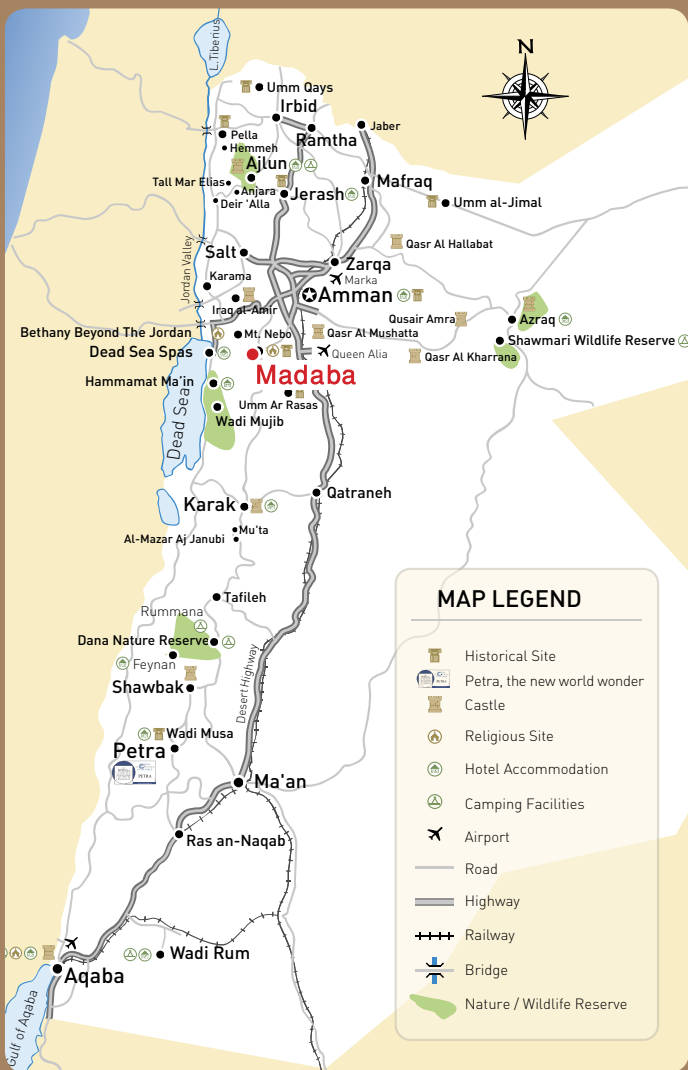 L.Tiberius
N
Umm Qays
Irbid
Jaber
Pella
Ramtha
Hemmeh
Ajlun
Tall Mar Elias
Mafraq
Anjara
Jerash
Deir 'Alla
Umm al-Jimal
Jordan Valley
Salt
Qasr Al Hallabat
Zarqa
Karama
Marka
Amman
Iraq al-Amir
Qusair Amra
Azraq
Bethany Beyond The Jordan
Mt. Nebo
Qasr Al Mushatta
Shawmari Wildlife Reserve
Dead Sea Spas
Queen Alia
Qasr Al Kharrana
Madaba
Hammamat Ma'in
Dead Sea
Umm Ar Rasas
Wadi Mujib
Qatraneh
Karak
Mu'ta
Al-Mazar Aj Janubi
Tafileh
Rummana
Dana Nature Reserve
Feynan
Desert Highway
Shawbak
Wadi Musa
Petra
PETRA
Ma'an
Ras an-Naqab
Wadi Rum
Aqaba
Gulf of Aqaba
MAP LEGEND
Historical Site
PETRA
Petra, the new world wonder
Castle
Religious Site
Hotel Accommodation
Camping Facilities
Airport
Road
Highway
Railway
Bridge
Nature / Wildlife Reserve